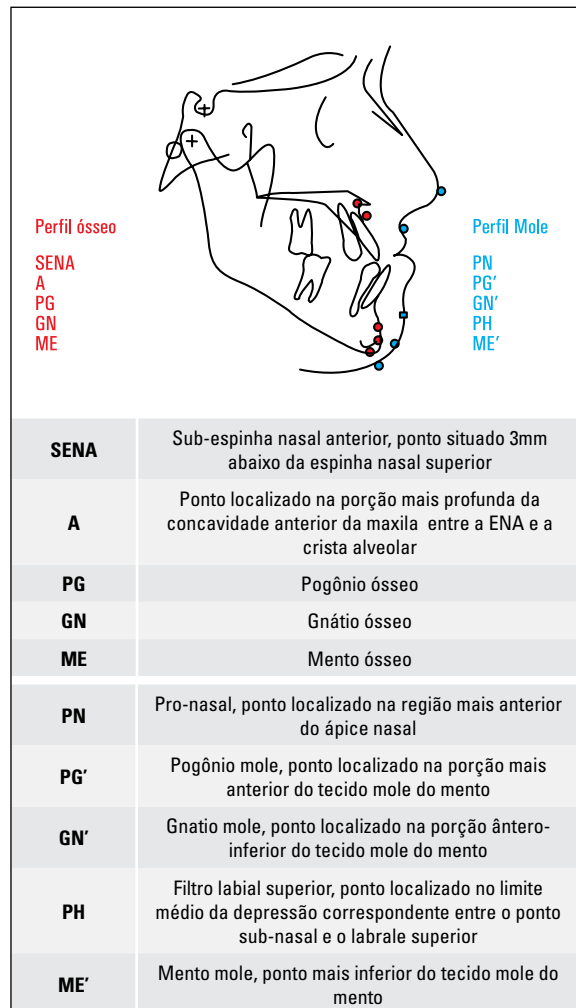 Perfil ósseo
SENA
A
PG
GN
ME
Perfil Mole
PN
PG’
GN’
PH
ME’
SENA
Sub-espinha nasal anterior, ponto situado 3mm
abaixo da espinha nasal superior
A
Ponto localizado na porção mais profunda da
concavidade anterior da maxila entre a ENA e a
crista alveolar
PG
Pogônio ósseo
GN
Gnátio ósseo
ME
Mento ósseo
PN
Pro-nasal, ponto localizado na região mais anterior
do ápice nasal
PG’
Pogônio mole, ponto localizado na porção mais
anterior do tecido mole do mento
GN’
Gnatio mole, ponto localizado na porção ântero-
inferior do tecido mole do mento
PH
Filtro labial superior, ponto localizado no limite
médio da depressão correspondente entre o ponto
sub-nasal e o labrale superior
ME’
Mento mole, ponto mais inferior do tecido mole do
mento